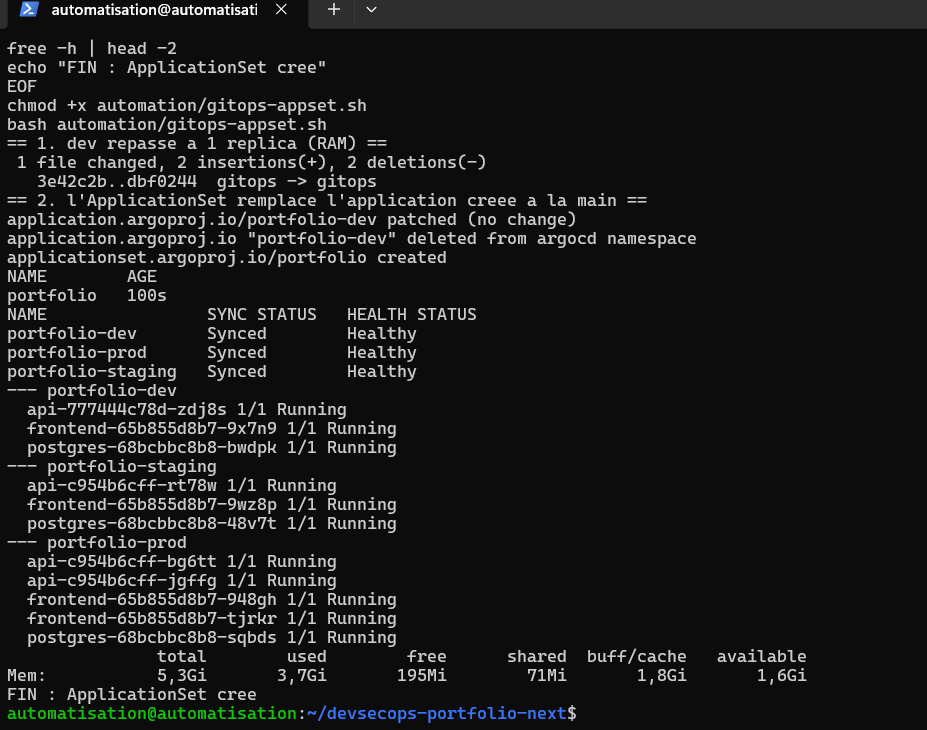 automatisation@automatisati
free -h | head -2
echo "FIN : ApplicationSet cree"
EOF
chmod +x automation/gitops-appset.sh
bash automation/gitops-appset.sh
== 1. dev repasse a 1 replica (RAM) ==
 1 file changed, 2 insertions(+), 2 deletions(-)
   3e42c2b..dbf0244  gitops -> gitops
== 2. l'ApplicationSet remplace l'application creee a la main ==
application.argoproj.io/portfolio-dev patched (no change)
application.argoproj.io "portfolio-dev" deleted from argocd namespace
applicationset.argoproj.io/portfolio created
NAME        AGE
portfolio   100s
NAME                SYNC STATUS   HEALTH STATUS
portfolio-dev       Synced        Healthy
portfolio-prod      Synced        Healthy
portfolio-staging   Synced        Healthy
--- portfolio-dev
  api-777444c78d-zdj8s 1/1 Running
  frontend-65b855d8b7-9x7n9 1/1 Running
  postgres-68bcbbc8b8-bwdpk 1/1 Running
--- portfolio-staging
  api-c954b6cff-rt78w 1/1 Running
  frontend-65b855d8b7-9wz8p 1/1 Running
  postgres-68bcbbc8b8-48v7t 1/1 Running
--- portfolio-prod
  api-c954b6cff-bg6tt 1/1 Running
  api-c954b6cff-jgffg 1/1 Running
  frontend-65b855d8b7-948gh 1/1 Running
  frontend-65b855d8b7-tjrkr 1/1 Running
  postgres-68bcbbc8b8-sqbds 1/1 Running
               total        used        free      shared  buff/cache   available
Mem:           5,3Gi       3,7Gi       195Mi        71Mi       1,8Gi       1,6Gi
FIN : ApplicationSet cree
automatisation@automatisation:~/devsecops-portfolio-next$